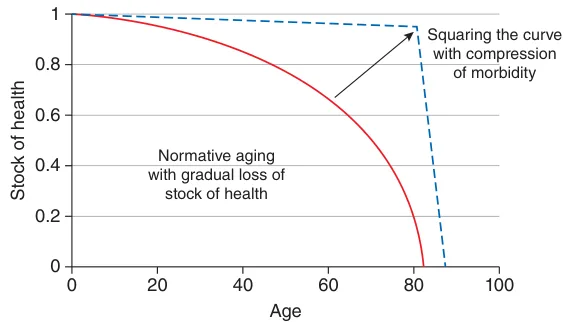 1
0.8
0.6
0.4
0.2
0
Stock of health
Squaring the curve
with compression
of morbidity
Normative aging
with gradual loss of
stock of health
0 20 40 60 80 100
Age